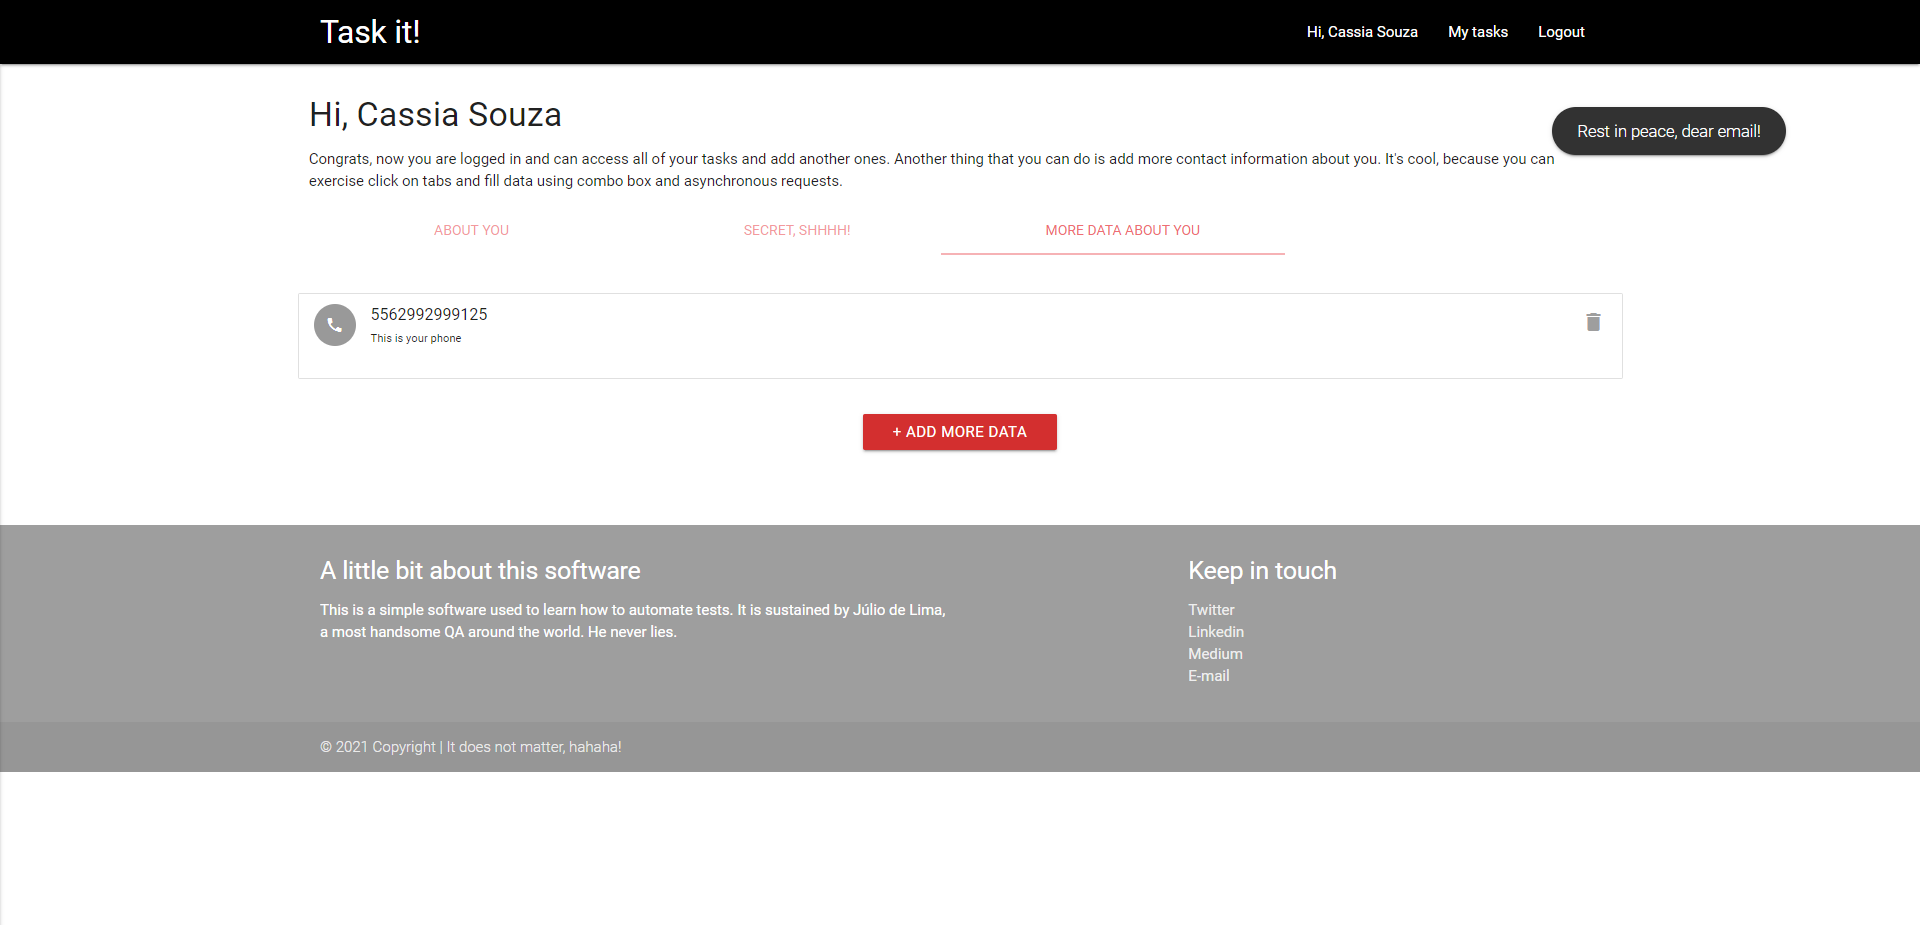 Task it!
Hi, Cassia Souza
My tasks
Logout
Hi, Cassia Souza
Rest in peace, dear email!
Congrats, now you are logged in and can access all of your tasks and add another ones. Another thing that you can do is add more contact information about you. It's cool, because you can
exercise click on tabs and fill data using combo box and asynchronous requests.
ABOUT YOU
SECRET, SHHHH!
MORE DATA ABOUT YOU
5562992999125
This is your phone
+ ADD MORE DATA
A little bit about this software
This is a simple software used to learn how to automate tests. It is sustained by Júlio de Lima,
a most handsome QA around the world. He never lies.
Keep in touch
Twitter
Linkedin
Medium
E-mail
© 2021 Copyright | It does not matter, hahaha!